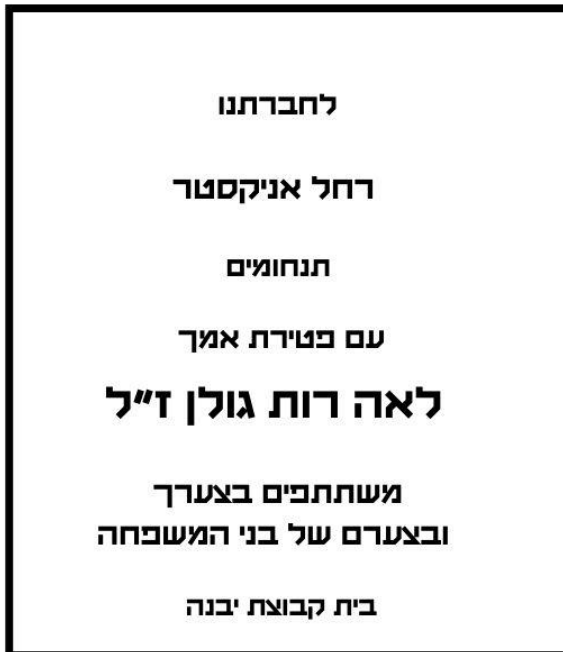 לחברתנו
רחל אניקסטר
תנחומים
עם פטירת אמך
לאה רות גולן ז״ל
משתתפים בצערך
ובצערם של בני המשפחה
בית קבוצת יבנה